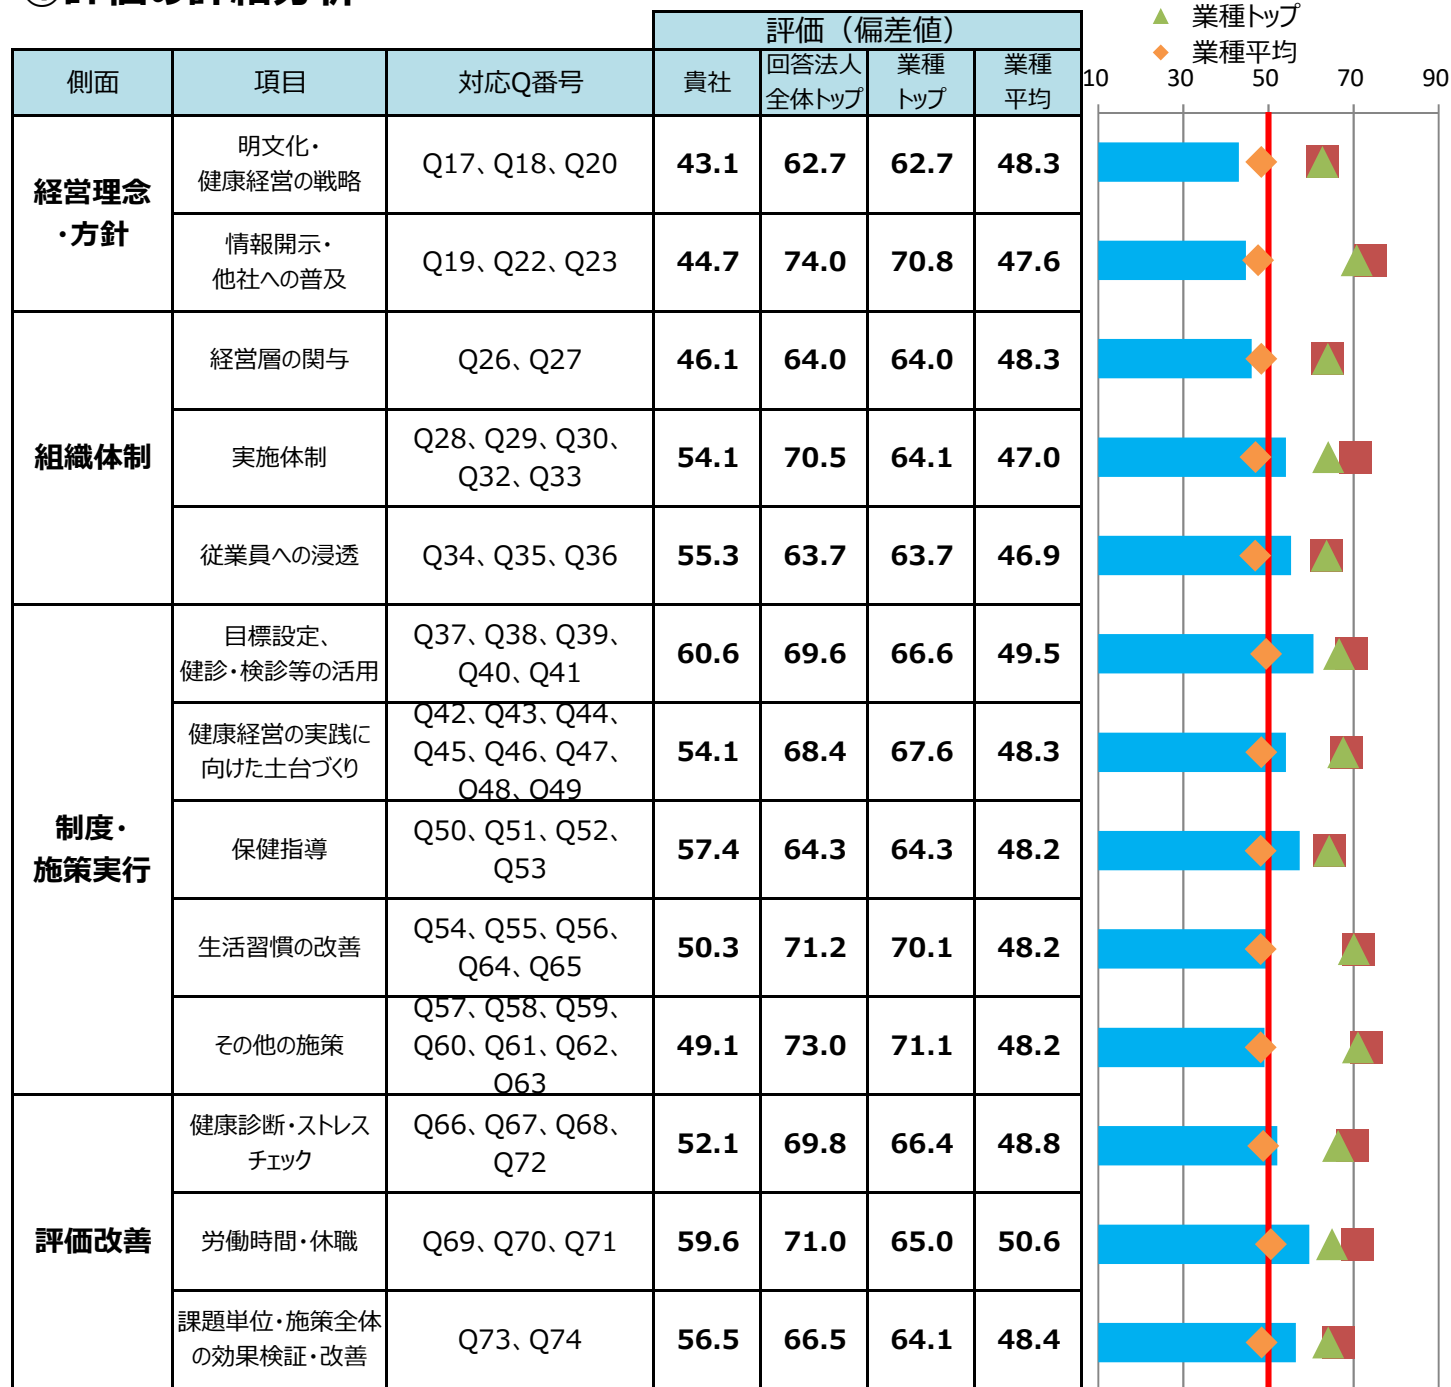 評価（偏差値）
業種トップ
業種平均
側面 項目 対応Q番号 貴社 回答法人 業種 業種
全体トップ トップ 平均
10 30 50 70 90
経営理念
・方針
明文化・
健康経営の戦略
Q17、Q18、Q20 43.1 62.7 62.7 48.3
情報開示・
他社への普及
Q19、Q22、Q23 44.7 74.0 70.8 47.6
組織体制
経営層の関与 Q26、Q27 46.1 64.0 64.0 48.3
実施体制
Q28、Q29、Q30、
Q32、Q33
54.1 70.5 64.1 47.0
従業員への浸透 Q34、Q35、Q36 55.3 63.7 63.7 46.9
制度・
施策実行
目標設定、
健診・検診等の活用
Q37、Q38、Q39、
Q40、Q41
60.6 69.6 66.6 49.5
健康経営の実践に
向けた土台づくり
Q42、Q43、Q44、
Q45、Q46、Q47、
Q48、Q49
54.1 68.4 67.6 48.3
保健指導
Q50、Q51、Q52、
Q53
57.4 64.3 64.3 48.2
生活習慣の改善
Q54、Q55、Q56、
Q64、Q65
50.3 71.2 70.1 48.2
その他の施策
Q57、Q58、Q59、
Q60、Q61、Q62、
Q63
49.1 73.0 71.1 48.2
評価改善
健康診断・ストレス
チェック
Q66、Q67、Q68、
Q72
52.1 69.8 66.4 48.8
労働時間・休職 Q69、Q70、Q71 59.6 71.0 65.0 50.6
課題単位・施策全体
の効果検証・改善
Q73、Q74 56.5 66.5 64.1 48.4